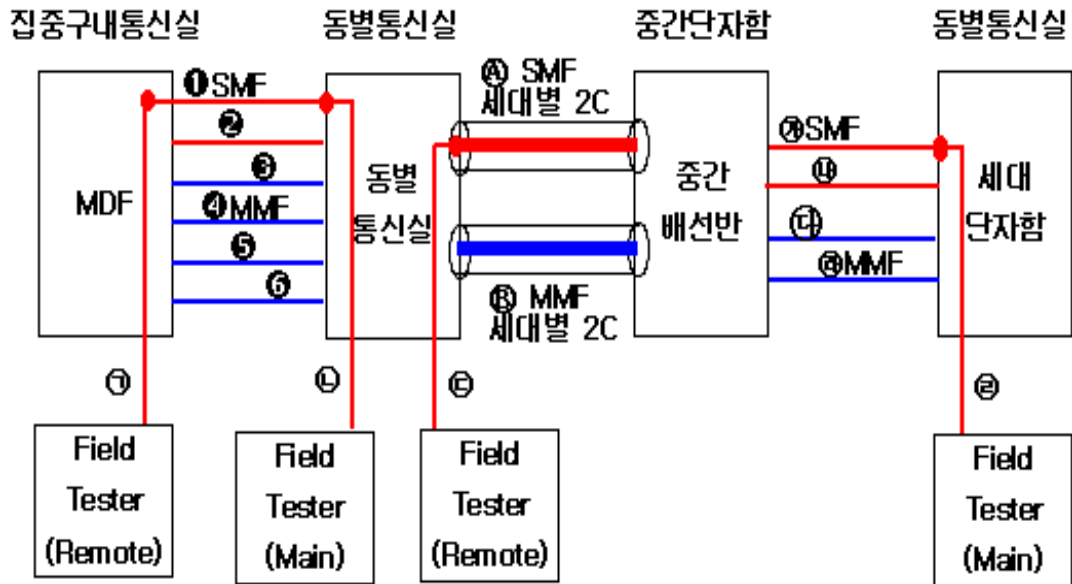 집중구내통신실
동별통신실
중간단자함
동별통신실
MDF
❶SMF
❷
❸
❹MMF
❺
❻
동별
통신실
Ⓐ SMF
세대별 2C
Ⓑ MMF
세대별 2C
중간
배선반
㉮SMF
㉯
㉰
㉱MMF
세대
단자함
㉠
㉡
㉢
㉣
Field
Tester
(Remote)
Field
Tester
(Main)
Field
Tester
(Remote)
Field
Tester
(Main)